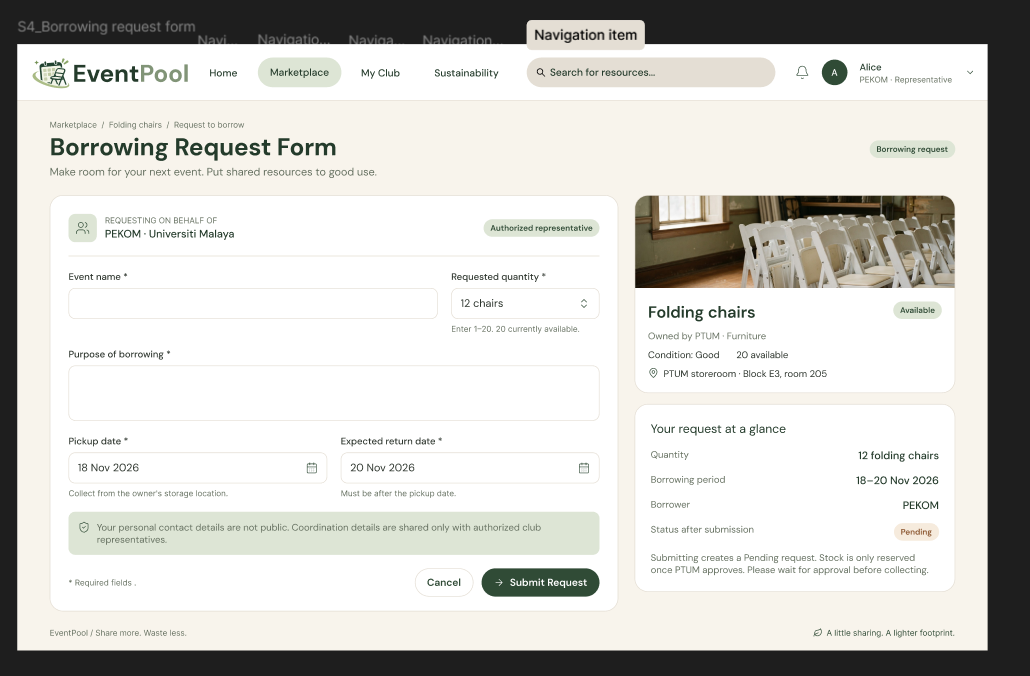 S4_Borrowing request form
Navi...
Navigatio...
Naviga...
Navigation...
Navigation item
EventPool
Home
Marketplace
My Club
Sustainability
Search for resources...
A
Alice
PEKOM · Representative
Marketplace / Folding chairs / Request to borrow
Borrowing Request Form
Make room for your next event. Put shared resources to good use.
Borrowing request
REQUESTING ON BEHALF OF
PEKOM · Universiti Malaya
Authorized representative
Event name *
Requested quantity *
12 chairs
Enter 1–20. 20 currently available.
Purpose of borrowing *
Pickup date *
Expected return date *
18 Nov 2026
20 Nov 2026
Collect from the owner's storage location.
Must be after the pickup date.
Your personal contact details are not public. Coordination details are shared only with authorized club
representatives.
* Required fields .
Cancel
Submit Request
Folding chairs
Available
Owned by PTUM · Furniture
Condition: Good
20 available
PTUM storeroom · Block E3, room 205
Your request at a glance
Quantity
12 folding chairs
Borrowing period
18–20 Nov 2026
Borrower
PEKOM
Status after submission
Pending
Submitting creates a Pending request. Stock is only reserved
once PTUM approves. Please wait for approval before collecting.
EventPool / Share more. Waste less.
A little sharing. A lighter footprint.